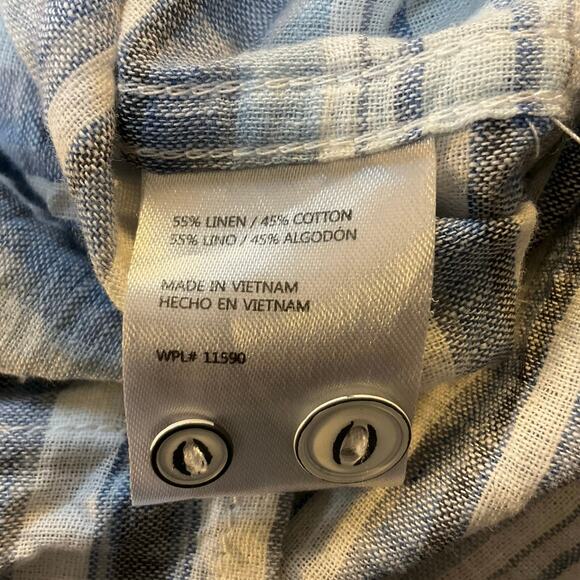 55% LINEN / 45% COTTON
55% LINO / 45% ALGODÓN
MADE IN VIETNAM
HECHO EN VIETNAM
WPL# 11590